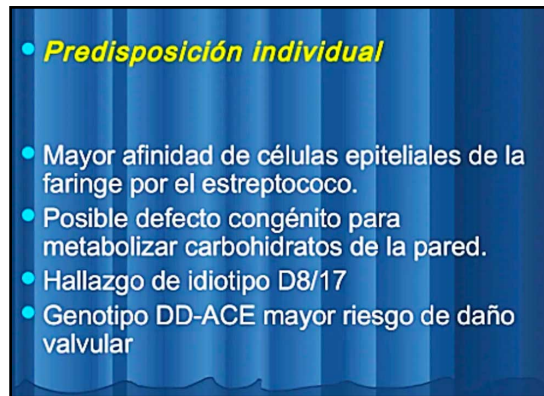 • Predisposición individual
• Mayor afinidad de células epiteliales de la
faringe por el estreptococo.
• Posible defecto congénito para
metabolizar carbohidratos de la pared.
• Hallazgo de idiotipo D8/17
• Genotipo DD-ACE mayor riesgo de daño
valvular